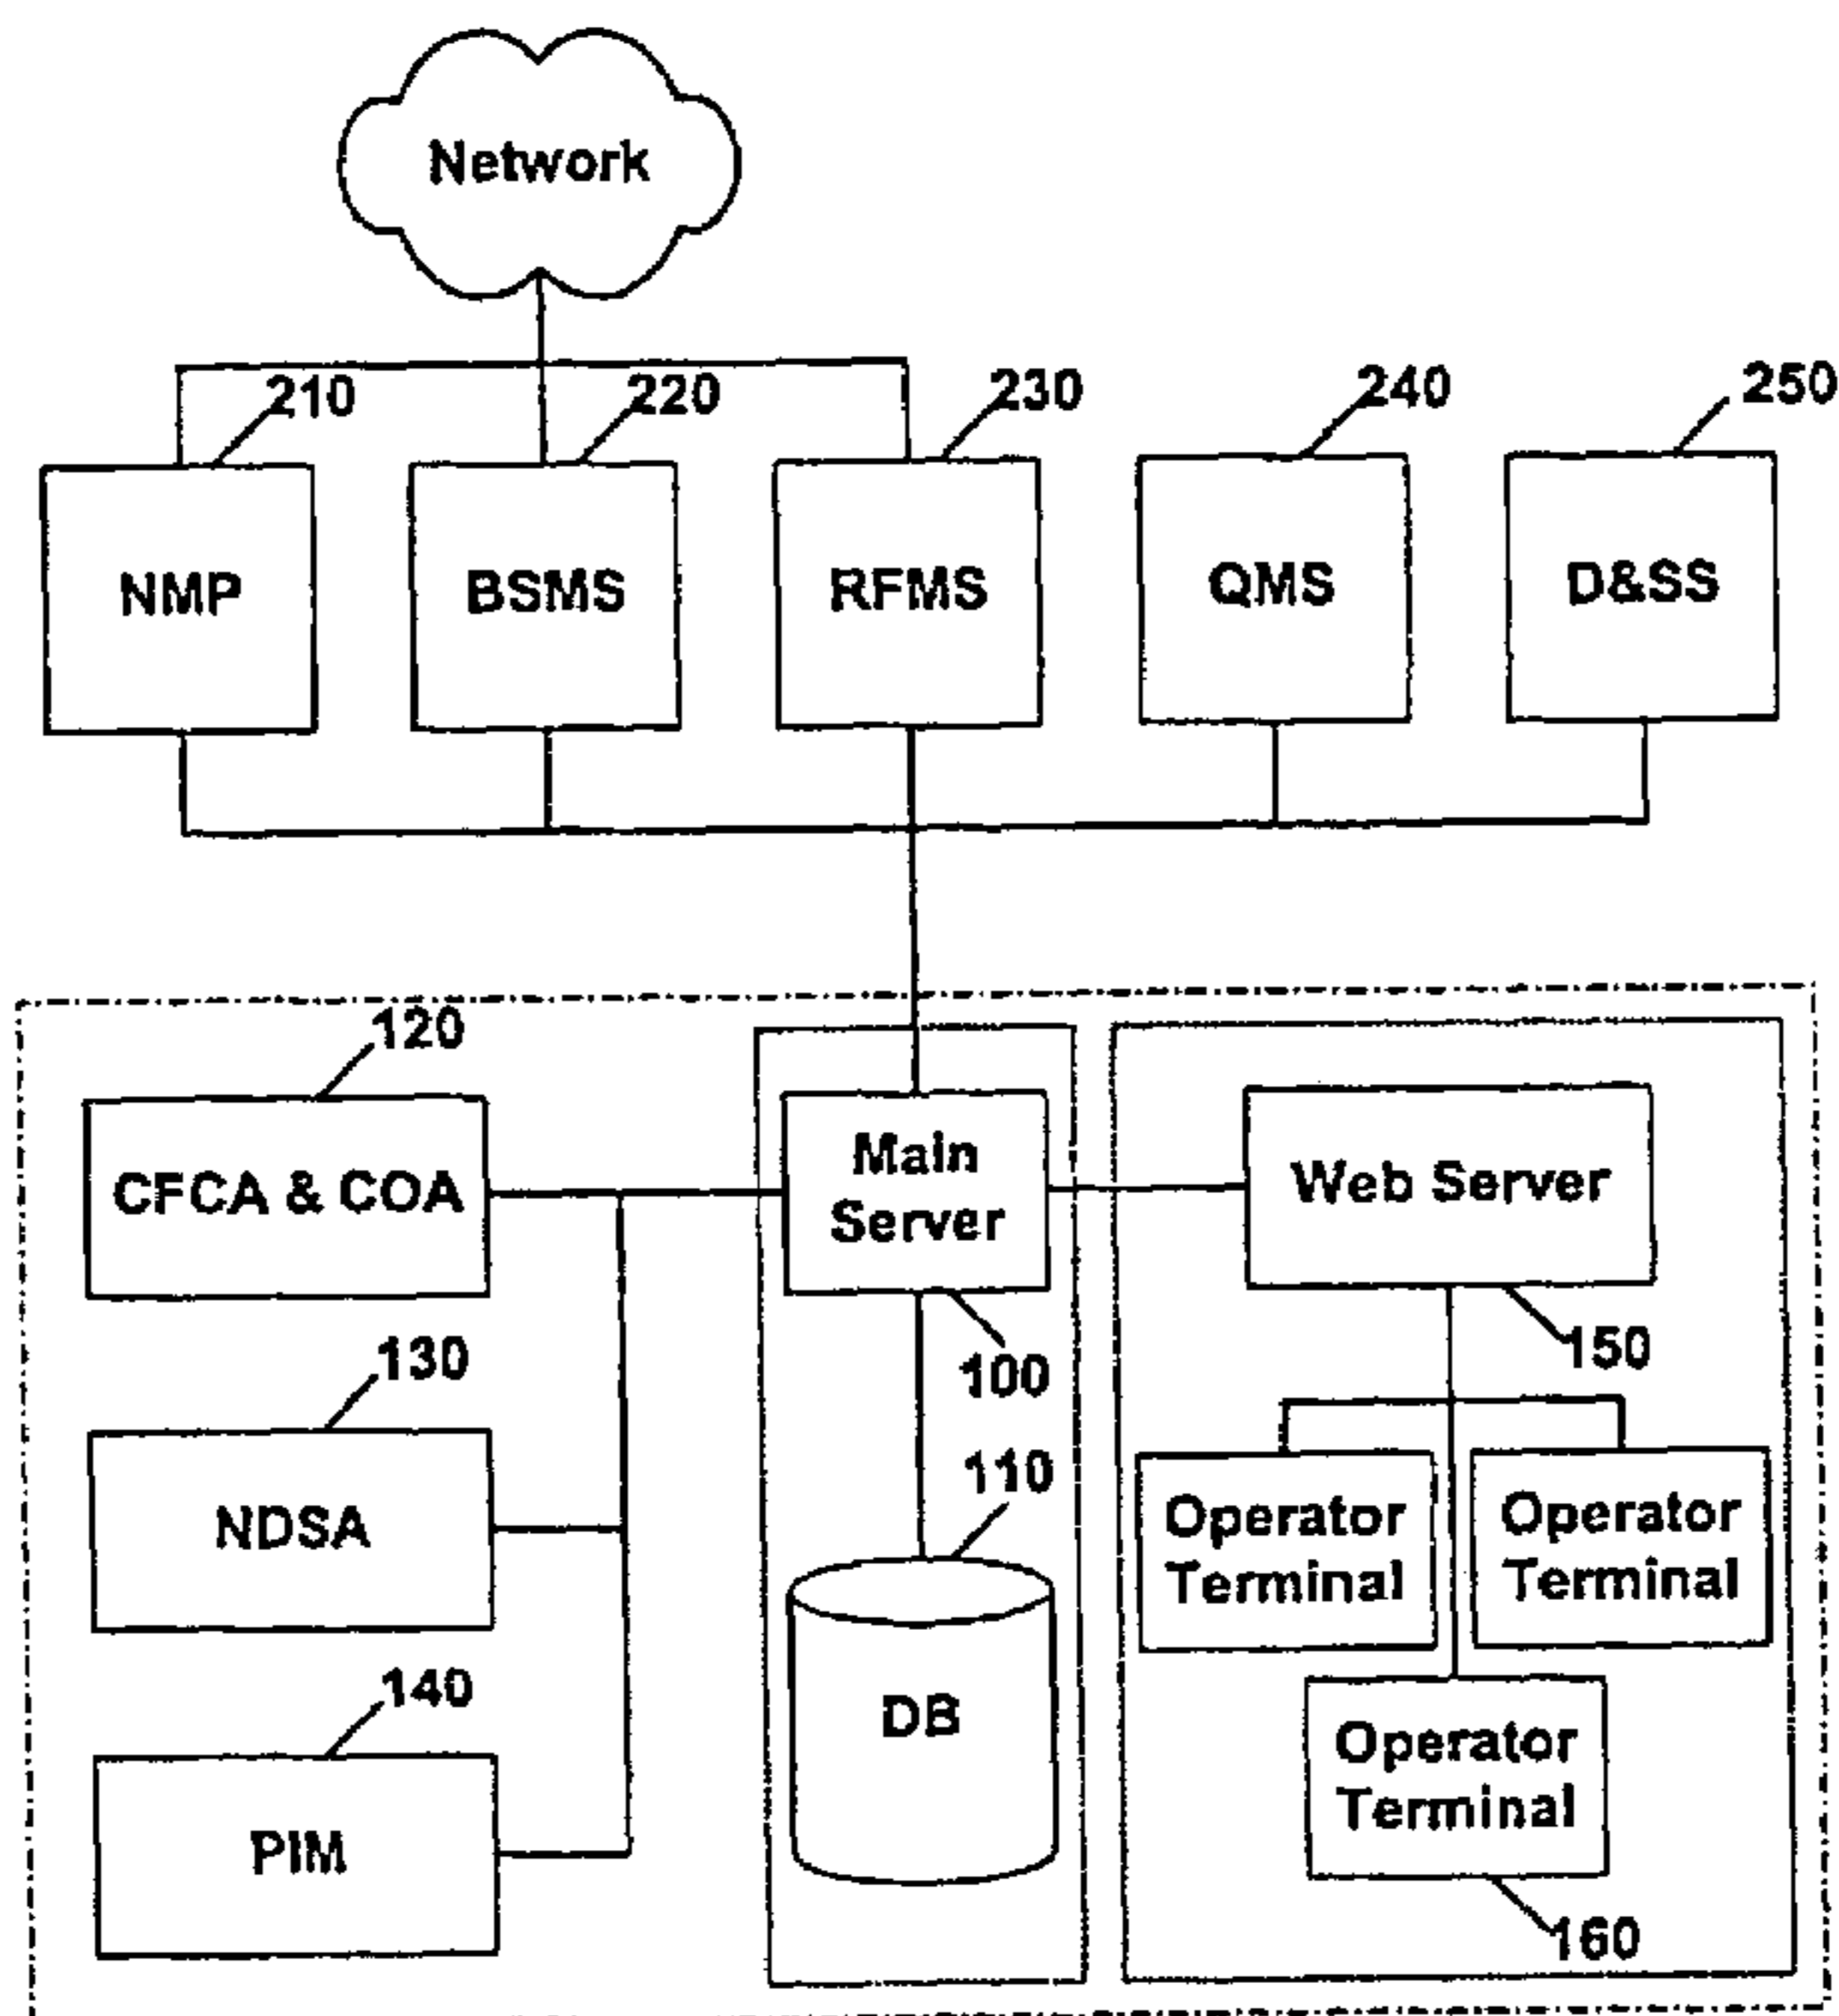 Network
210
220
230
240
250
NMP
BSMS
RFMS
QMS
D&SS
120
CFCA & COA
Main
Server
Web Server
100
150
130
NDSA
110
Operator
Terminal
Operator
Terminal
140
PIM
DB
Operator
Terminal
160